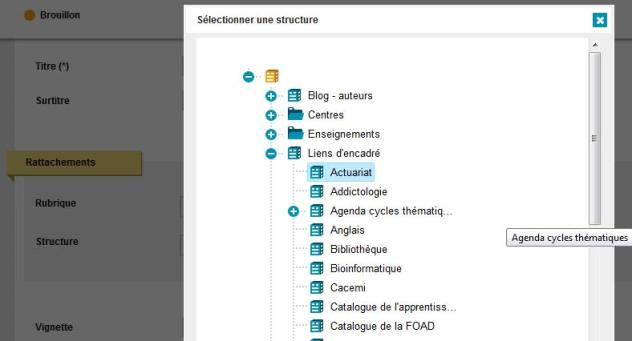 Brouillon
Sélectionner une structure
Titre (*)
Surtitre
Rattachements
Rubrique
Structure
Vignette
Blog - auteurs
Centres
Enseignements
Liens d'encadré
Actuariat
Addictologie
Agenda cycles thématiq...
Anglais
Bibliothèque
Bioinformatique
Cacemi
Catalogue de l'apprentiss...
Catalogue de la FOAD
Agenda cycles thématiques